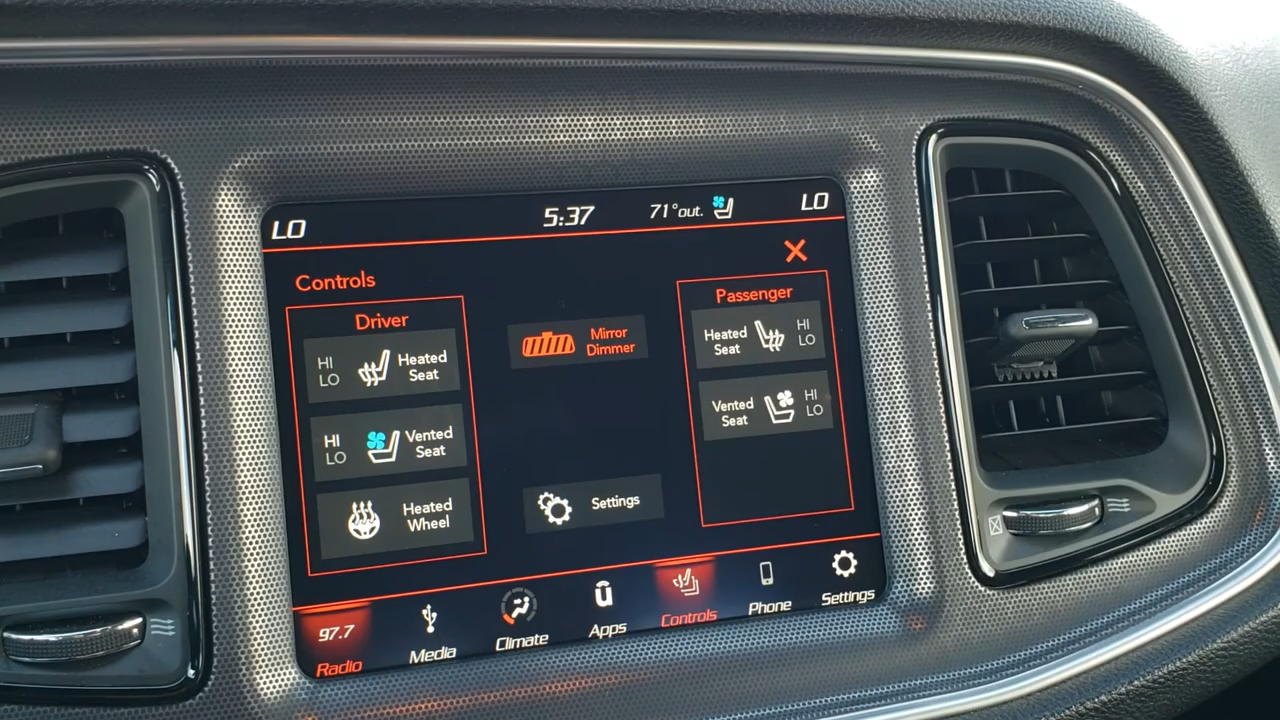 LO
5:37
71°out.
LO
Controls
Driver
HI
LO
Heated
Seat
HI
LO
Vented
Seat
Heated
Wheel
Mirror
Dimmer
Settings
Passenger
Heated
Seat
HI
LO
Vented
Seat
HI
LO
97.7
Radio
Media
Climate
Apps
Controls
Phone
Settings